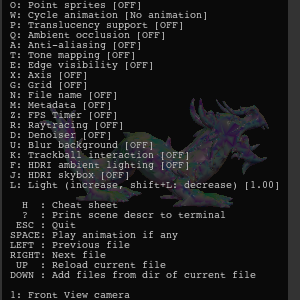 O: Point sprites [OFF]
W: Cycle animation [No animation]
P: Translucency support [OFF]
Q: Ambient occlusion [OFF]
A: Anti-aliasing [OFF]
T: Tone mapping [OFF]
E: Edge visibility [OFF]
X: Axis [OFF]
G: Grid [OFF]
N: File name [OFF]
M: Metadata [OFF]
Z: FPS Timer [OFF]
R: Raytracing [OFF]
D: Denoiser [OFF]
U: Blur background [OFF]
K: Trackball interaction [OFF]
F: HDRI ambient lighting [OFF]
J: HDRI skybox [OFF]
L: Light (increase, shift+L: decrease) [1.00]
H : Cheat sheet
? : Print scene descr to terminal
ESC : Quit
SPACE: Play animation if any
LEFT : Previous file
RIGHT: Next file
UP : Reload current file
DOWN : Add files from dir of current file
1: Front View camera